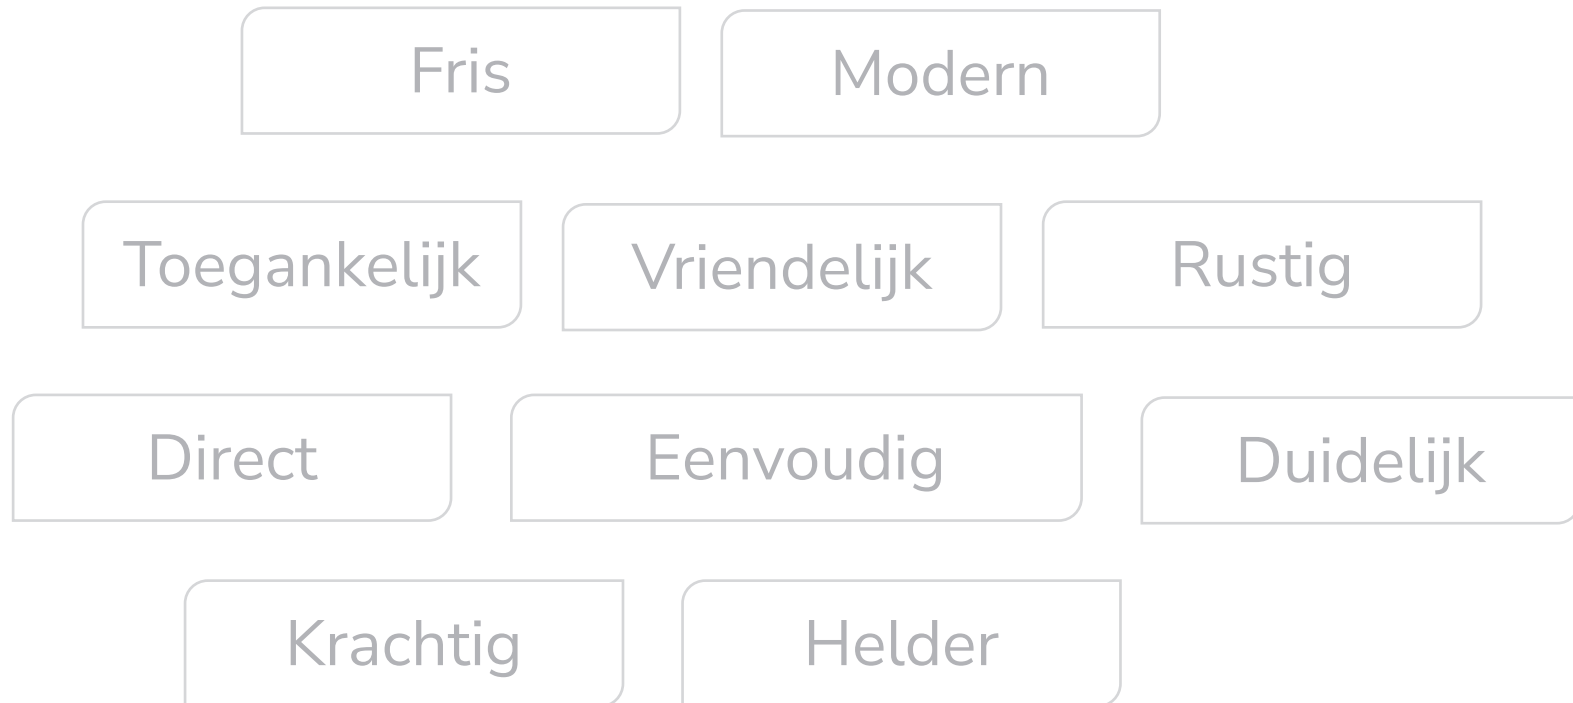 Fris Modern
Toegankelijk Vriendelijk Rustig
Direct Eenvoudig Duidelijk
Krachtig Helder